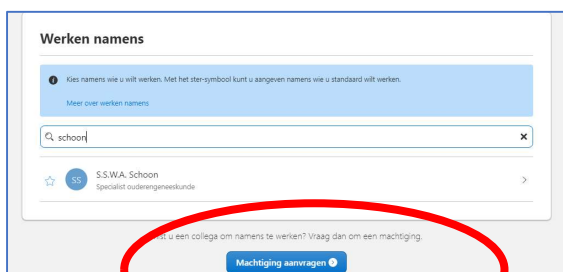 Werken namens
Kies namens wie u wilt werken. Met het ster-symbool kunt u aangeven namens wie u standaard wilt werken.
Meer over werken namens
schoon
SS
S.S.W.A. Schoon
Specialist ouderengeneeskunde
u een collega om namens te werken? Vraag dan om een machtiging.
Machtiging aanvragen